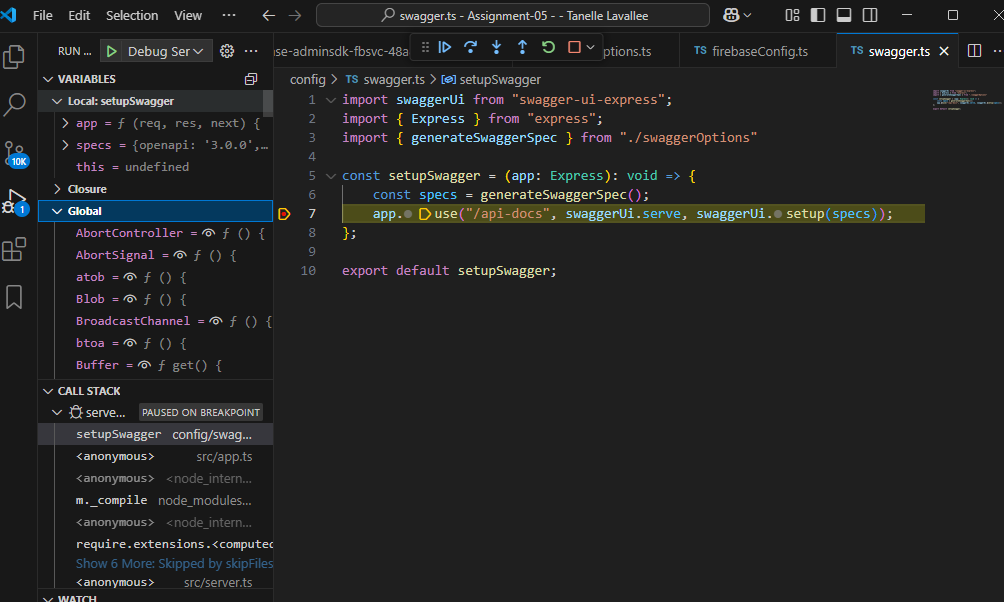 File Edit Selection View ··· swagger.ts - Assignment-05 - - Tanelle Lavallee
RUN ... Debug Ser ···
se-adminsdk-fbsvc-48a
ptions.ts
TS firebaseConfig.ts
TS swagger.ts
config > TS swagger.ts > setupSwagger
VARIABLES
Local: setupSwagger
app = ƒ (req, res, next) {
specs = {openapi: '3.0.0',…
this = undefined
Closure
Global
AbortController = ƒ () {
AbortSignal = ƒ () {
atob = ƒ () {
Blob = ƒ () {
BroadcastChannel = ƒ () {
btoa = ƒ () {
Buffer = ƒ get() {
CALL STACK
serve... PAUSED ON BREAKPOINT
setupSwagger config/swag...
<anonymous> src/app.ts
<anonymous> <node_intern...
m._compile node_modules...
<anonymous> <node_intern...
require.extensions.<computed
Show 6 More: Skipped by skipFiles
<anonymous> src/server.ts
WATCH
10K
1
1 import swaggerUi from "swagger-ui-express";
2 import { Express } from "express";
3 import { generateSwaggerSpec } from "./swaggerOptions"
4
5 const setupSwagger = (app: Express): void => {
6 const specs = generateSwaggerSpec();
7 app.use("/api-docs", swaggerUi.serve, swaggerUi.setup(specs));
8 };
9
10 export default setupSwagger;